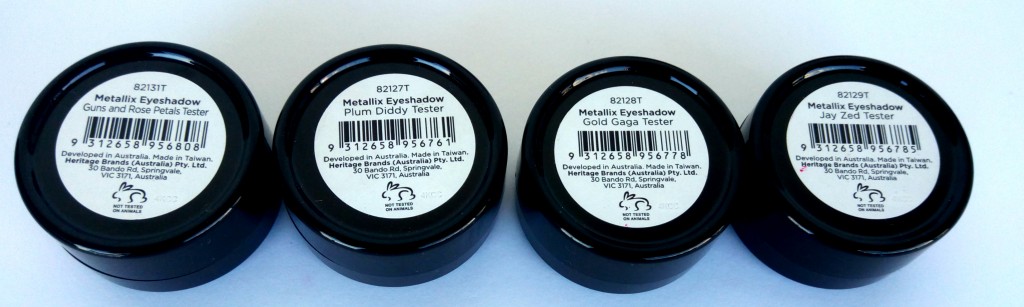 82131T
Metallix Eyeshadow
Guns and Rose Petals Tester
9 312658 956808
Developed in Australia. Made in Taiwan.
Heritage Brands (Australia) Pty. Ltd.
30 Bando Rd, Springvale,
VIC 3171, Australia
NOT TESTED
ON ANIMALS
82127T
Metallix Eyeshadow
Plum Diddy Tester
9 312658 956761
Developed in Australia. Made in Taiwan.
Heritage Brands (Australia) Pty. Ltd.
30 Bando Rd, Springvale,
VIC 3171, Australia
NOT TESTED
ON ANIMALS
82128T
Metallix Eyeshadow
Gold Gaga Tester
9 312658 956778
Developed in Australia. Made in Taiwan.
Heritage Brands (Australia) Pty. Ltd.
30 Bando Rd, Springvale,
VIC 3171, Australia
NOT TESTED
ON ANIMALS
82129T
Metallix Eyeshadow
Jay Zed Tester
9 312658 956785
Developed in Australia. Made in Taiwan.
Heritage Brands (Australia) Pty. Ltd.
30 Bando Rd, Springvale,
VIC 3171, Australia
NOT TESTED
ON ANIMALS